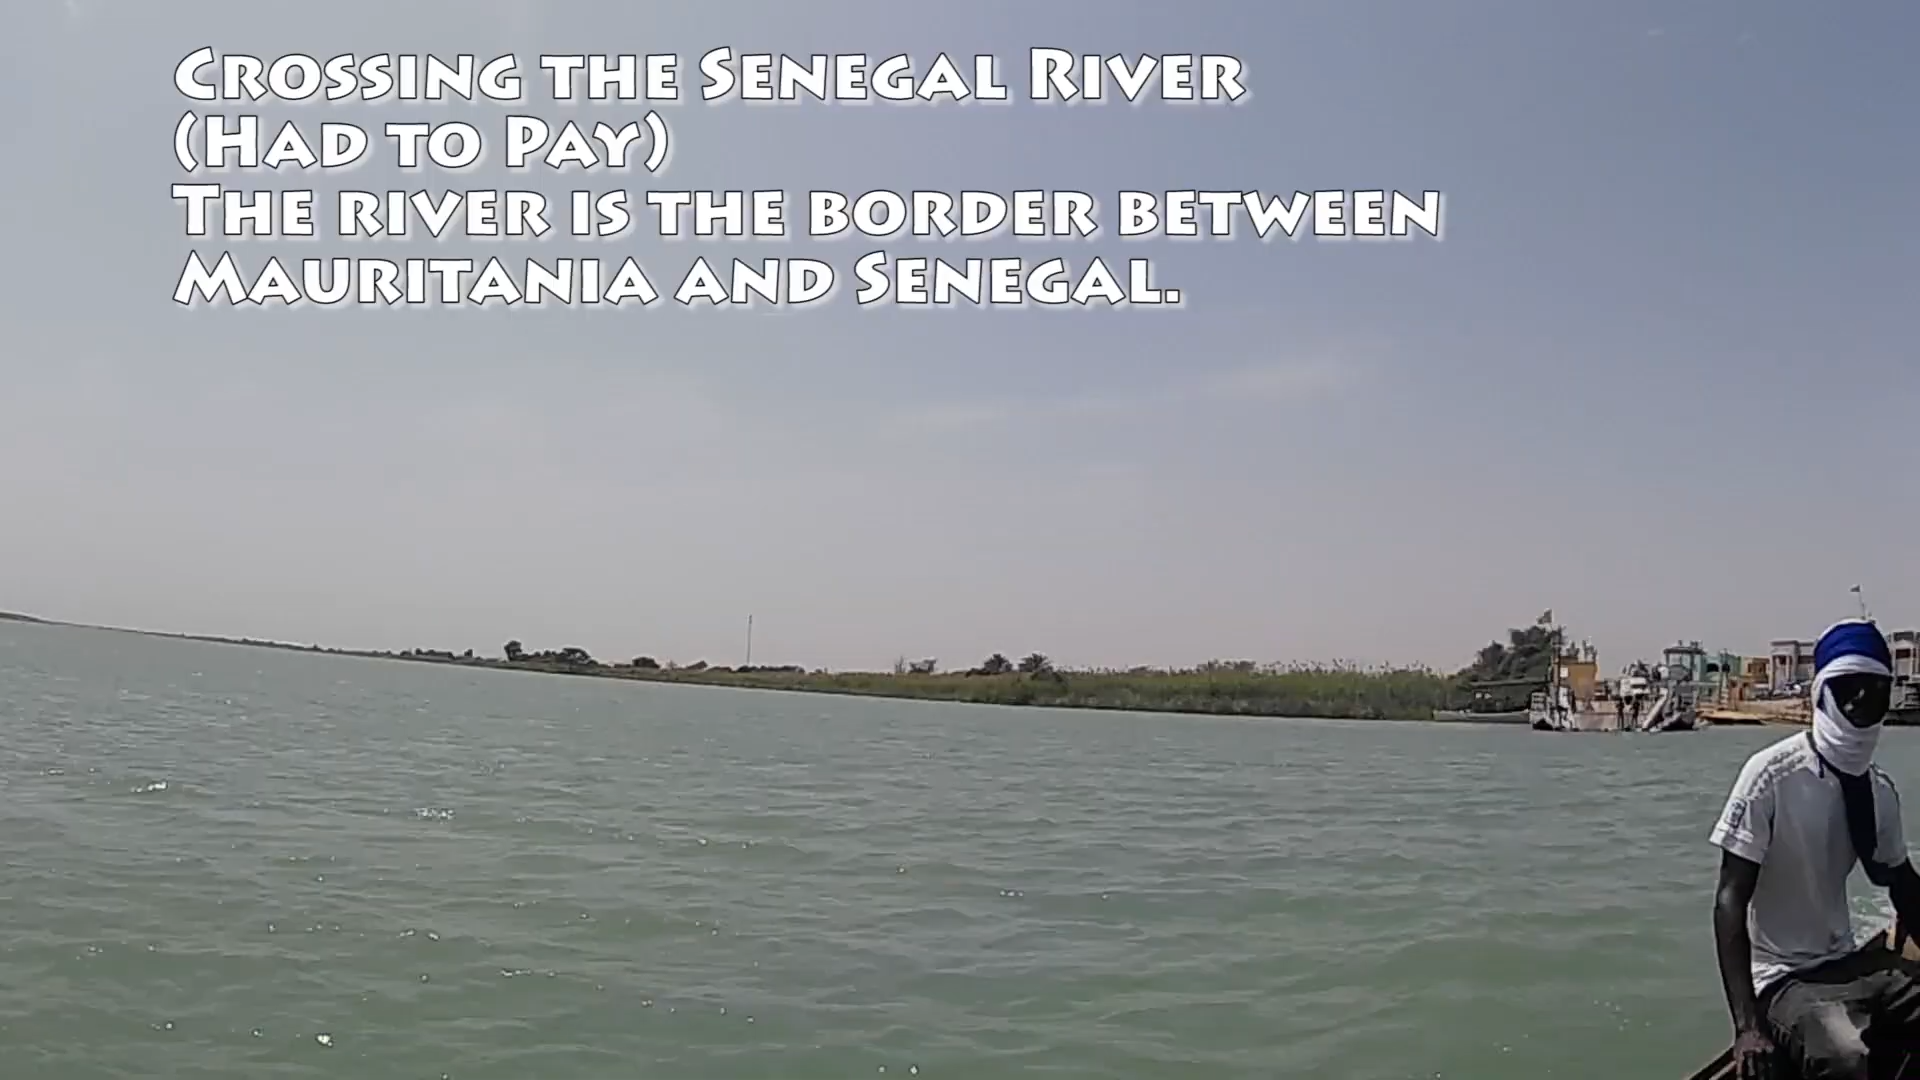 Crossing the Senegal River
(Had to Pay)
The river is the border between
Mauritania and Senegal.